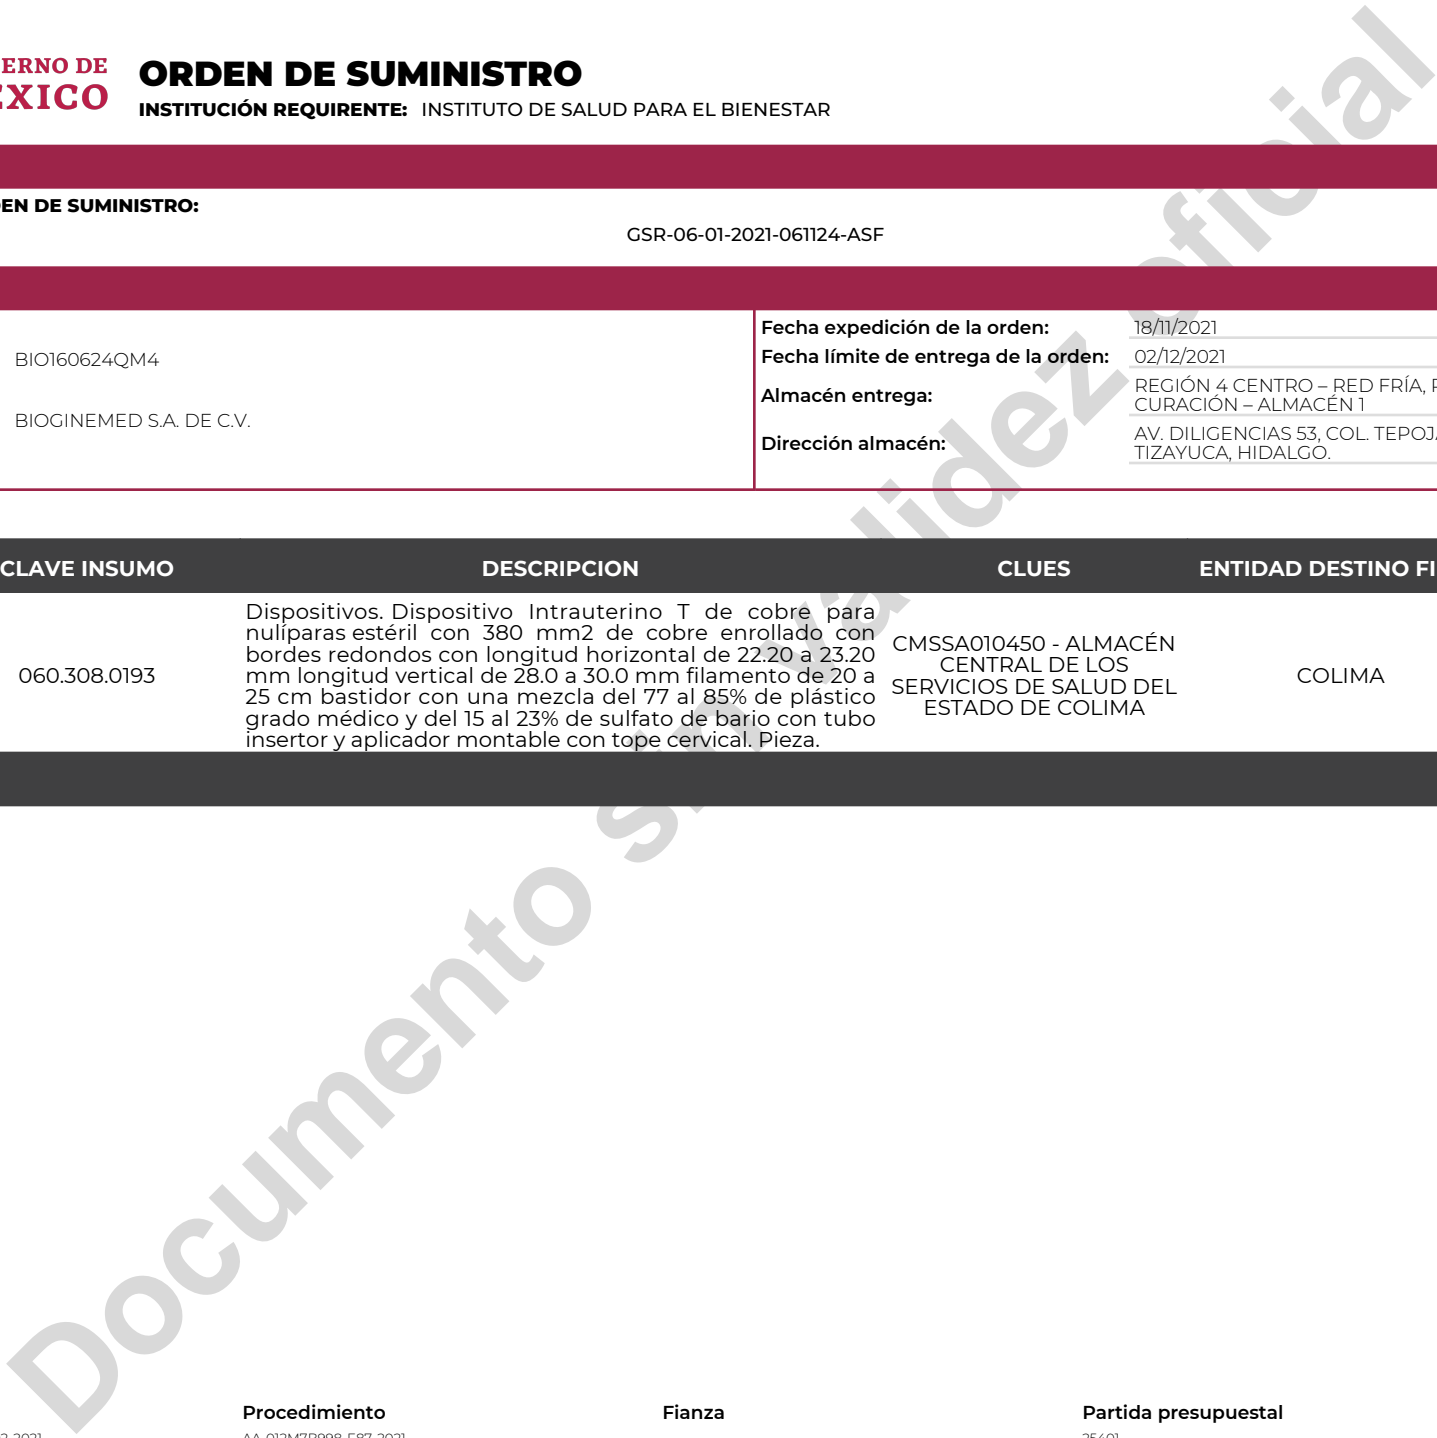 ERNO DE
EXICO
ORDEN DE SUMINISTRO
INSTITUCIÓN REQUIRENTE: INSTITUTO DE SALUD PARA EL BIENESTAR
EN DE SUMINISTRO:
GSR-06-01-2021-061124-ASF
BIO160624QM4
BIOGINEMED S.A. DE C.V.
Fecha expedición de la orden: 18/11/2021
Fecha límite de entrega de la orden: 02/12/2021
Almacén entrega: REGIÓN 4 CENTRO – RED FRÍA,
CURACIÓN – ALMACÉN 1
Dirección almacén: AV. DILIGENCIAS 53, COL. TEPOJ
TIZAYUCA, HIDALGO.
CLAVE INSUMO DESCRIPCION CLUES ENTIDAD DESTINO FI
060.308.0193
Dispositivos. Dispositivo Intrauterino T de cobre para
nulíparas estéril con 380 mm2 de cobre enrollado con
bordes redondos con longitud horizontal de 22.20 a 23.20
mm longitud vertical de 28.0 a 30.0 mm filamento de 20 a
25 cm bastidor con una mezcla del 77 al 85% de plástico
grado médico y del 15 al 23% de sulfato de bario con tubo
insertor y aplicador montable con tope cervical. Pieza.
CMSSA010450 - ALMACÉN
CENTRAL DE LOS
SERVICIOS DE SALUD DEL
ESTADO DE COLIMA
COLIMA
Documento sin validez oficial
Procedimiento Fianza Partida presupuestal